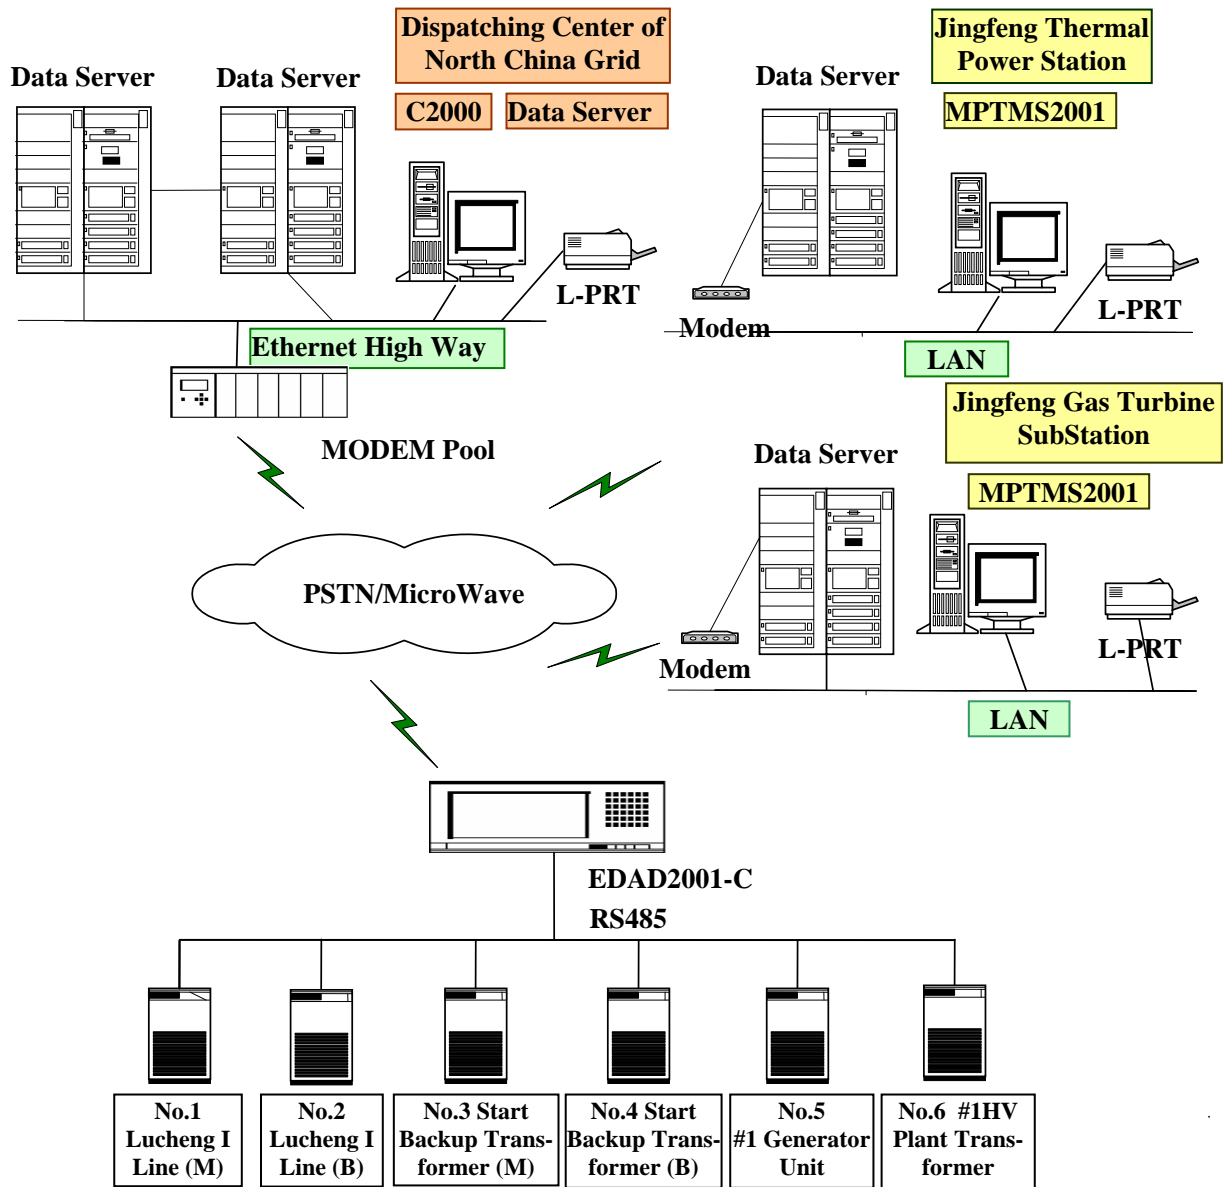 Dispatching Center of
North China Grid
C2000
Data Server
Data Server
Data Server
L-PRT
Ethernet High Way
MODEM Pool
Jingfeng Thermal
Power Station
MPTMS2001
Modem
L-PRT
LAN
Jingfeng Gas Turbine
SubStation
Data Server
MPTMS2001
Modem
L-PRT
LAN
PSTN/MicroWave
EDAD2001-C
RS485
No.1
Lucheng I
Line (M)
No.2
Lucheng I
Line (B)
No.3 Start
Backup Trans-
former (M)
No.4 Start
Backup Trans-
former (B)
No.5
#1 Generator
Unit
No.6 #1HV
Plant Trans-
former